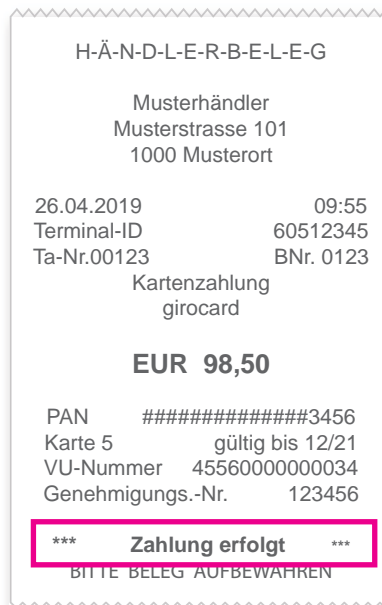 H-Ä-N-D-L-E-R-B-E-L-E-G
Musterhändler
Musterstrasse 101
1000 Musterort
26.04.2019 09:55
Terminal-ID 60512345
Ta-Nr.00123 BNr. 0123
Kartenzahlung
girocard
EUR 98,50
PAN ##############3456
Karte 5 gültig bis 12/21
VU-Nummer 45560000000034
Genehmigungs.-Nr. 123456
*** Zahlung erfolgt ***
BITTE BELEG AUFBEWAHREN